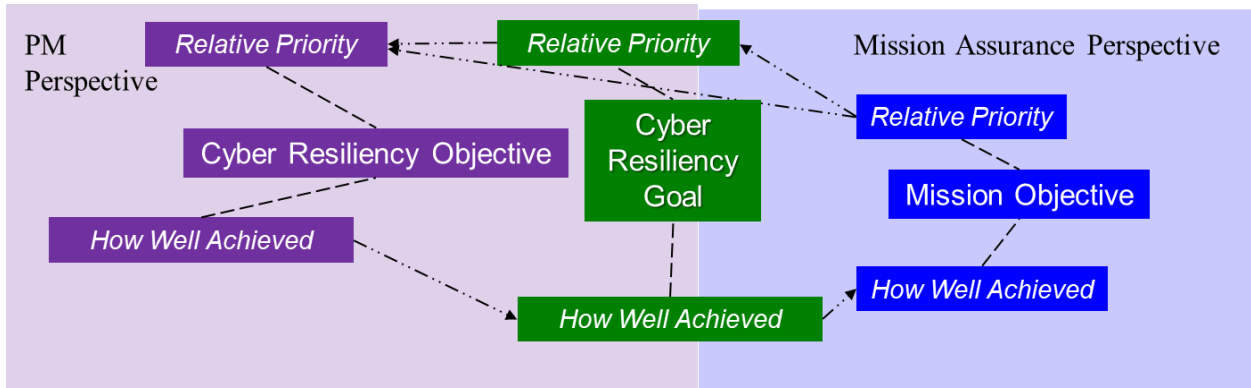 PM
Perspective
Relative Priority
Relative Priority
Mission Assurance Perspective
Relative Priority
Cyber Resiliency Objective
Cyber
Resiliency
Goal
Mission Objective
How Well Achieved
How Well Achieved
How Well Achieved